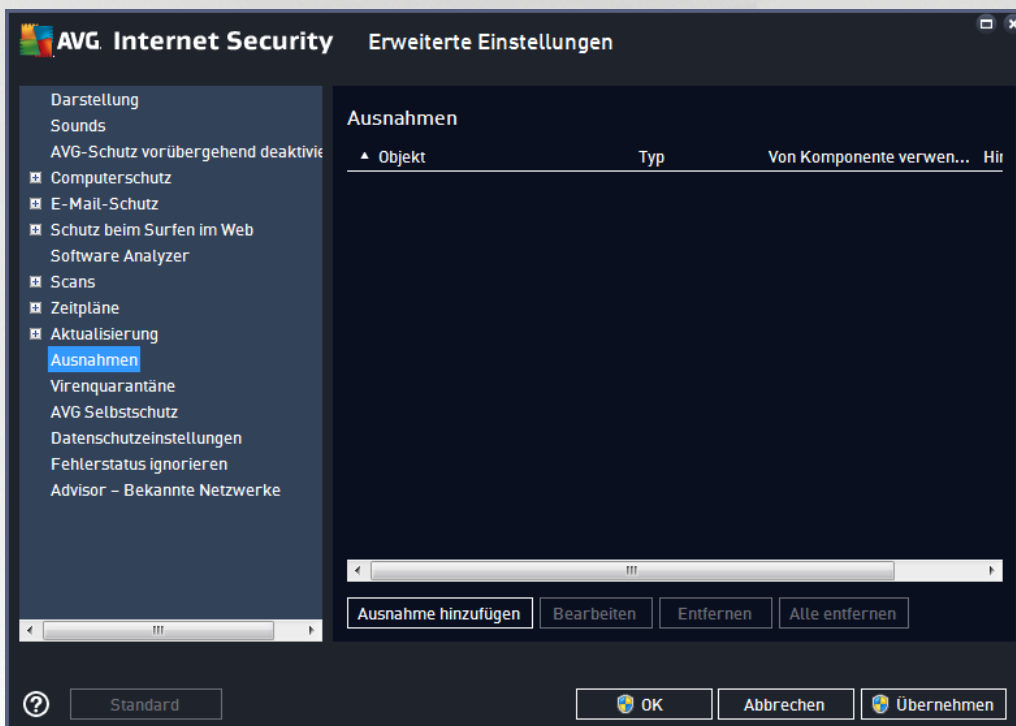 AVG Internet Security Erweiterte Einstellungen
Darstellung
Sounds
AVG-Schutz vorübergehend deaktivie
Computerschutz
E-Mail-Schutz
Schutz beim Surfen im Web
Software Analyzer
Scans
Zeitpläne
Aktualisierung
Ausnahmen
Virenquarantäne
AVG Selbstschutz
Datenschutzeinstellungen
Fehlerstatus ignorieren
Advisor – Bekannte Netzwerke
Ausnahmen
Objekt Typ Von Komponente verwen... Hin
Ausnahme hinzufügen Bearbeiten Entfernen Alle entfernen
? Standard OK Abbrechen Übernehmen